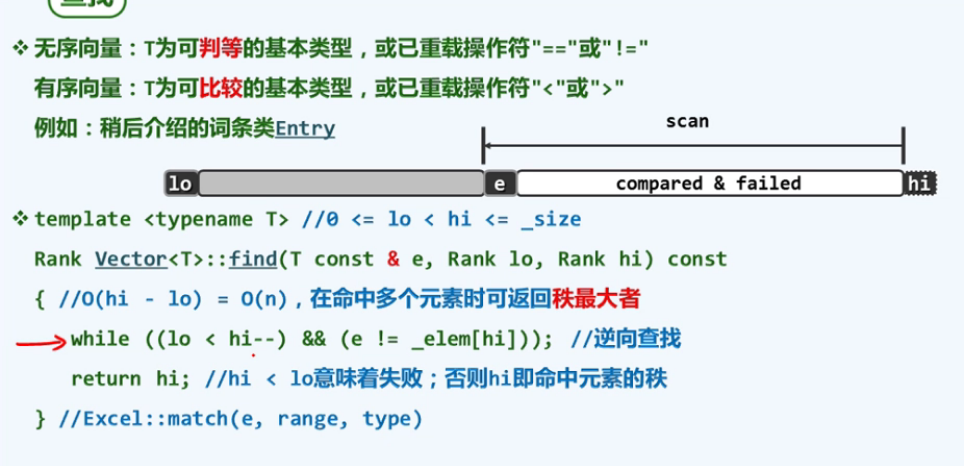 查找
❖ 无序向量：T为可判等的基本类型，或已重载操作符"=="或"!="
有序向量：T为可比较的基本类型，或已重载操作符"<"或">"
例如：稍后介绍的词条类Entry
scan
lo e compared & failed hi
❖ template <typename T> //0 <= lo < hi <= _size
Rank Vector<T>::find(T const & e, Rank lo, Rank hi) const
{ //O(hi - lo) = O(n)，在命中多个元素时可返回秩最大者
while ((lo < hi--) && (e != _elem[hi])); //逆向查找
return hi; //hi < lo意味着失败；否则hi即命中元素的秩
} //Excel::match(e, range, type)